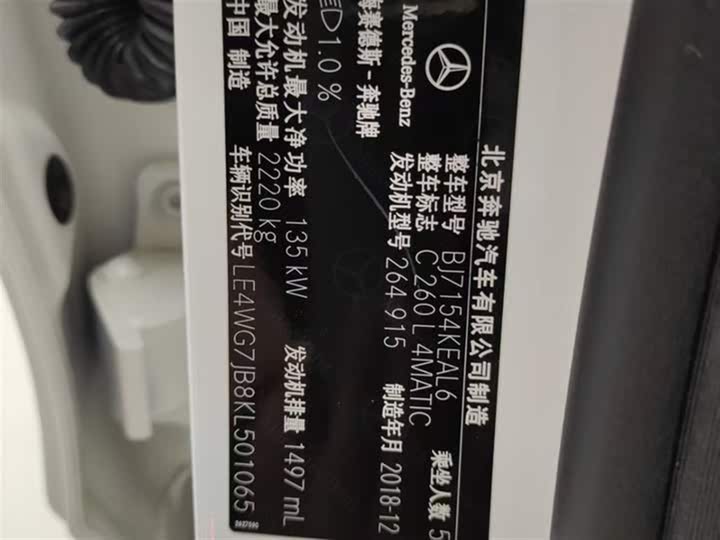 北京奔驰汽车有限公司制造
Mercedes-Benz
梅赛德斯-奔驰牌
整车型号 BJ7154KEAL6 乘坐人数 5
整车标志 C 260 L 4MATIC
发动机型号 264 915 制造年月 2018-12
1.0 %
发动机最大净功率 135 kW 发动机排量 1497 mL
最大允许总质量 2220 kg
中国 制造 车辆识别代号 LE4WG7JB8KL501065